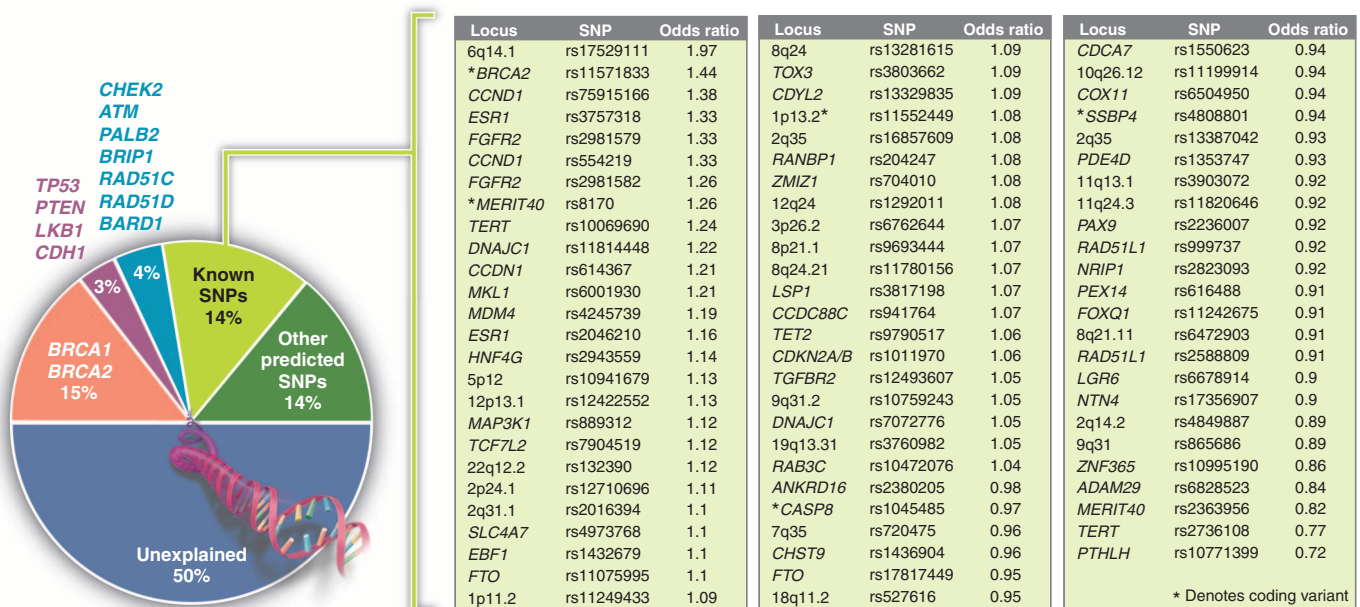 CHEK2
ATM
PALB2
BRIP1
RAD51C
RAD51D
BARD1
TP53
PTEN
LKB1
CDH1
3%
4%
Known
SNPs
14%
Other
predicted
SNPs
14%
BRCA1
BRCA2
15%
Unexplained
50%
Locus SNP Odds ratio
6q14.1 rs17529111 1.97
*BRCA2 rs11571833 1.44
CCND1 rs75915166 1.38
ESR1 rs3757318 1.33
FGFR2 rs2981579 1.33
CCND1 rs554219 1.33
FGFR2 rs2981582 1.26
*MERIT40 rs8170 1.26
TERT rs10069690 1.24
DNAJC1 rs11814448 1.22
CCDN1 rs614367 1.21
MKL1 rs6001930 1.21
MDM4 rs4245739 1.19
ESR1 rs2046210 1.16
HNF4G rs2943559 1.14
5p12 rs10941679 1.13
12p13.1 rs12422552 1.13
MAP3K1 rs889312 1.12
TCF7L2 rs7904519 1.12
22q12.2 rs132390 1.12
2p24.1 rs12710696 1.11
2q31.1 rs2016394 1.1
SLC4A7 rs4973768 1.1
EBF1 rs1432679 1.1
FTO rs11075995 1.1
1p11.2 rs11249433 1.09
Locus SNP Odds ratio
8q24 rs13281615 1.09
TOX3 rs3803662 1.09
CDYL2 rs13329835 1.09
1p13.2* rs11552449 1.08
2q35 rs16857609 1.08
RANBP1 rs204247 1.08
ZMIZ1 rs704010 1.08
12q24 rs1292011 1.08
3p26.2 rs6762644 1.07
8p21.1 rs9693444 1.07
8q24.21 rs11780156 1.07
LSP1 rs3817198 1.07
CCDC88C rs941764 1.07
TET2 rs9790517 1.06
CDKN2A/B rs1011970 1.06
TGFBR2 rs12493607 1.05
9q31.2 rs10759243 1.05
DNAJC1 rs7072776 1.05
19q13.31 rs3760982 1.05
RAB3C rs10472076 1.04
ANKRD16 rs2380205 0.98
*CASP8 rs1045485 0.97
7q35 rs720475 0.96
CHST9 rs1436904 0.96
FTO rs17817449 0.95
18q11.2 rs527616 0.95
Locus SNP Odds ratio
CDCA7 rs1550623 0.94
10q26.12 rs11199914 0.94
COX11 rs6504950 0.94
*SSBP4 rs4808801 0.94
2q35 rs13387042 0.93
PDE4D rs1353747 0.93
11q13.1 rs3903072 0.92
11q24.3 rs11820646 0.92
PAX9 rs2236007 0.92
RAD51L1 rs999737 0.92
NRIP1 rs2823093 0.92
PEX14 rs616488 0.91
FOXQ1 rs11242675 0.91
8q21.11 rs6472903 0.91
RAD51L1 rs2588809 0.91
LGR6 rs6678914 0.9
NTN4 rs17356907 0.9
2q14.2 rs4849887 0.89
9q31 rs865686 0.89
ZNF365 rs10995190 0.86
ADAM29 rs6828523 0.84
MERIT40 rs2363956 0.82
TERT rs2736108 0.77
PTHLH rs10771399 0.72
* Denotes coding variant